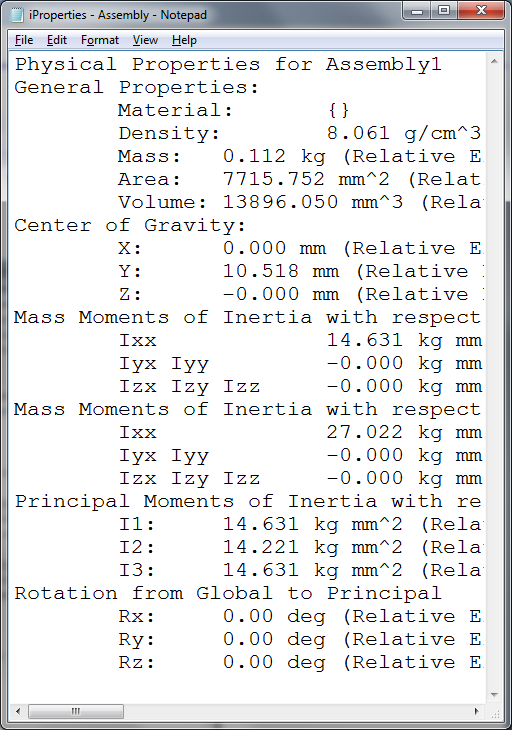 iProperties - Assembly - Notepad
File Edit Format View Help
Physical Properties for Assembly1
General Properties:
Material: {}
Density: 8.061 g/cm^3
Mass: 0.112 kg (Relative E
Area: 7715.752 mm^2 (Relat
Volume: 13896.050 mm^3 (Rela
Center of Gravity:
X: 0.000 mm (Relative E
Y: 10.518 mm (Relative
Z: -0.000 mm (Relative
Mass Moments of Inertia with respect
Ixx 14.631 kg mm
Iyx Iyy -0.000 kg mm
Izx Izy Izz -0.000 kg mm
Mass Moments of Inertia with respect
Ixx 27.022 kg mm
Iyx Iyy -0.000 kg mm
Izx Izy Izz -0.000 kg mm
Principal Moments of Inertia with re
I1: 14.631 kg mm^2 (Rela
I2: 14.221 kg mm^2 (Rela
I3: 14.631 kg mm^2 (Rela
Rotation from Global to Principal
Rx: 0.00 deg (Relative E
Ry: 0.00 deg (Relative E
Rz: 0.00 deg (Relative E